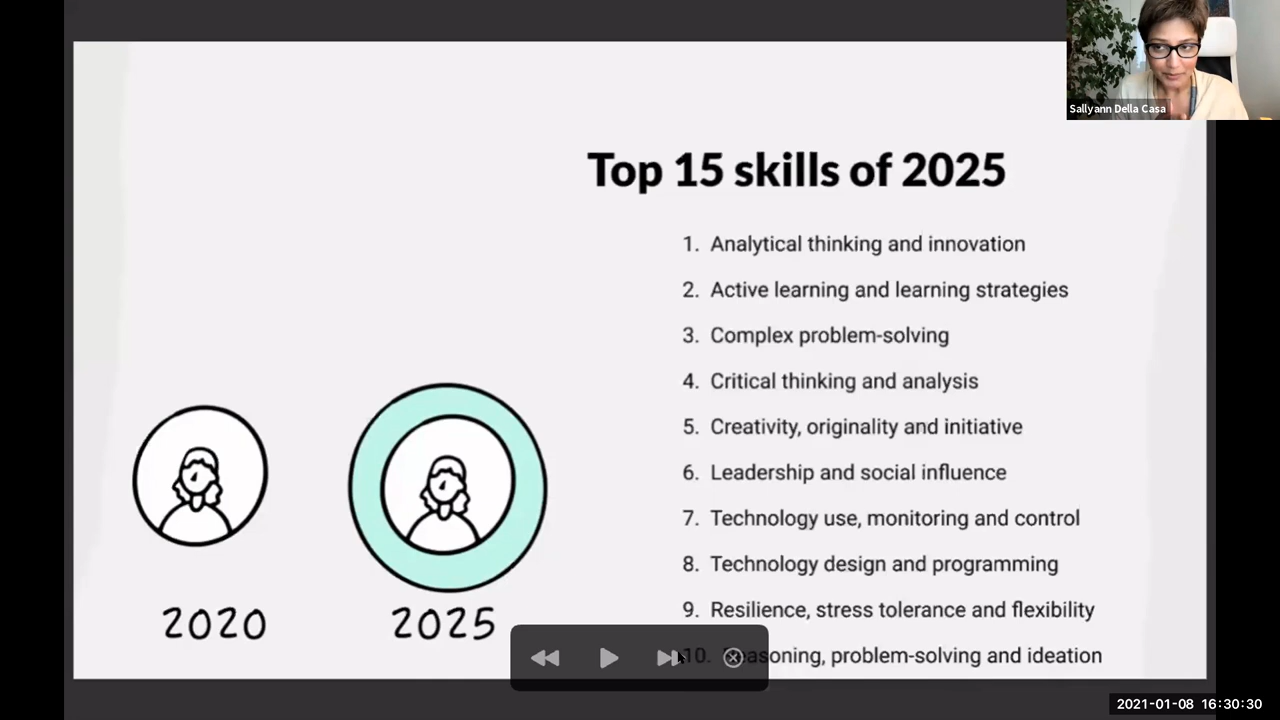 Sallyann Della Casa
Top 15 skills of 2025
1. Analytical thinking and innovation
2. Active learning and learning strategies
3. Complex problem-solving
4. Critical thinking and analysis
5. Creativity, originality and initiative
6. Leadership and social influence
7. Technology use, monitoring and control
8. Technology design and programming
9. Resilience, stress tolerance and flexibility
10. Reasoning, problem-solving and ideation
2020
2025
2021-01-08 16:30:30